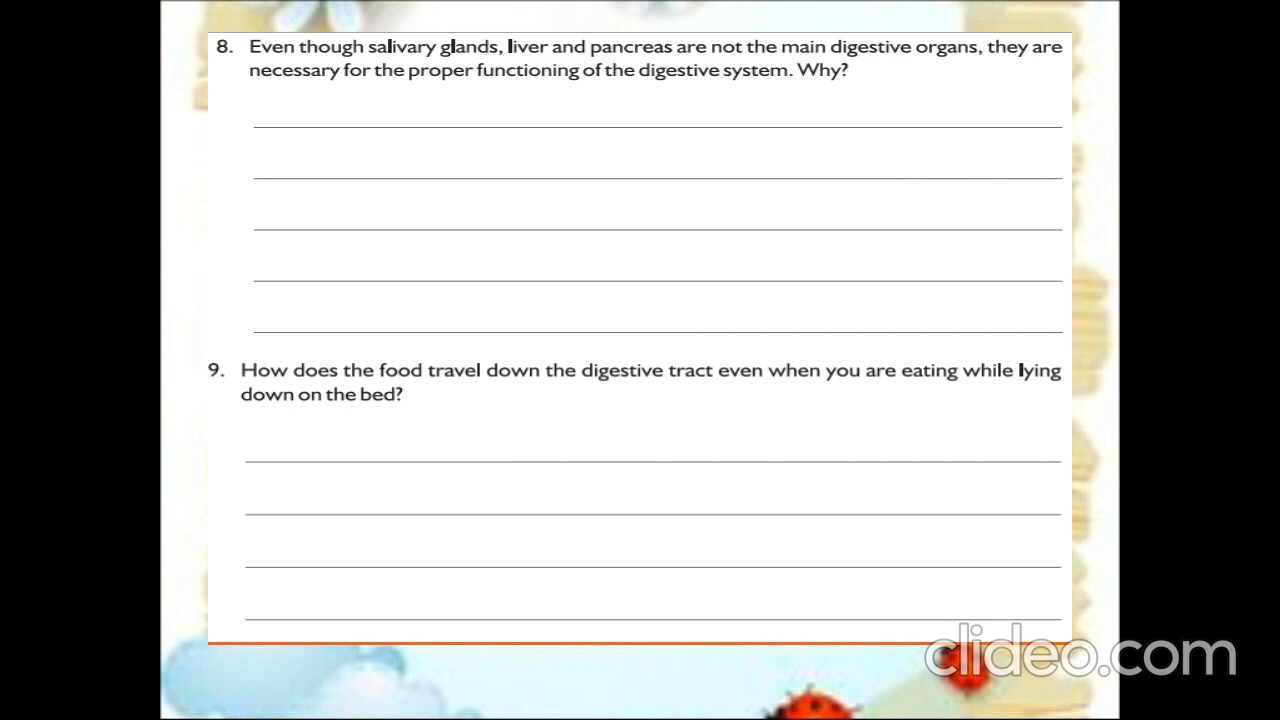 8. Even though salivary glands, liver and pancreas are not the main digestive organs, they are
necessary for the proper functioning of the digestive system. Why?
9. How does the food travel down the digestive tract even when you are eating while lying
down on the bed?
clideo.com